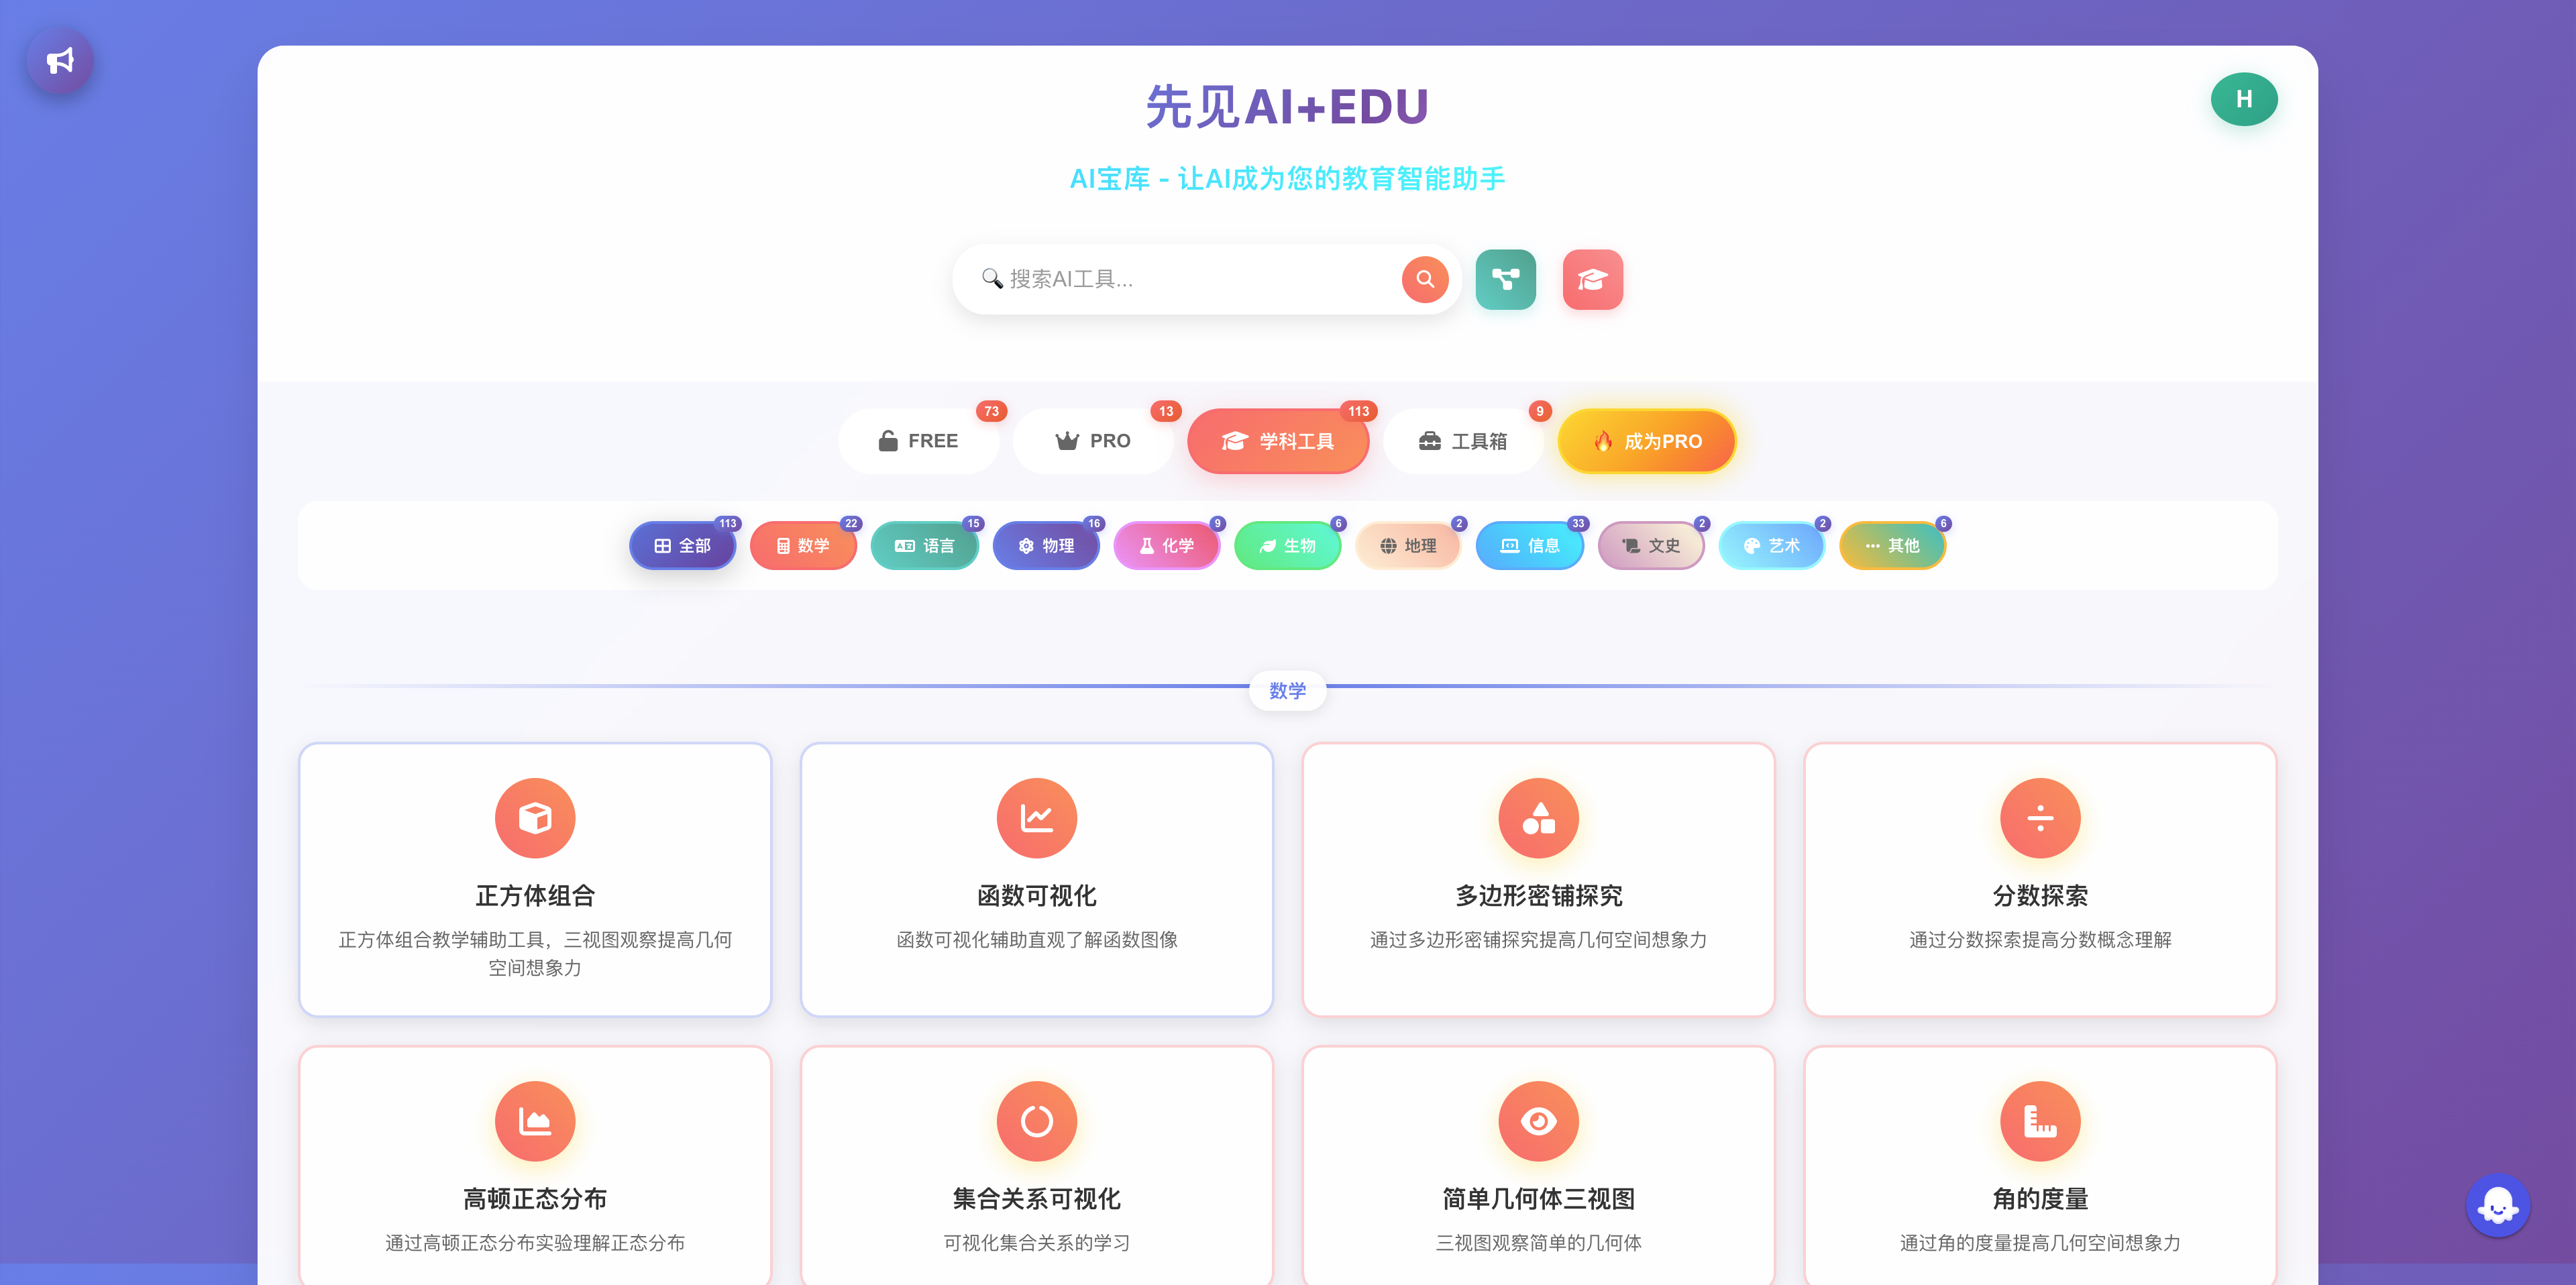 先见AI+EDU
H
AI宝库 - 让AI成为您的教育智能助手
🔍 搜索AI工具...
FREE 73
PRO 13
学科工具 113
工具箱 9
🔥 成为PRO
全部 113
数学 22
语言 15
物理 16
化学 9
生物 6
地理 2
信息 33
文史 2
艺术 2
其他 6
数学
正方体组合
正方体组合教学辅助工具，三视图观察提高几何
空间想象力
函数可视化
函数可视化辅助直观了解函数图像
多边形密铺探究
通过多边形密铺探究提高几何空间想象力
分数探索
通过分数探索提高分数概念理解
高顿正态分布
通过高顿正态分布实验理解正态分布
集合关系可视化
可视化集合关系的学习
简单几何体三视图
三视图观察简单的几何体
角的度量
通过角的度量提高几何空间想象力